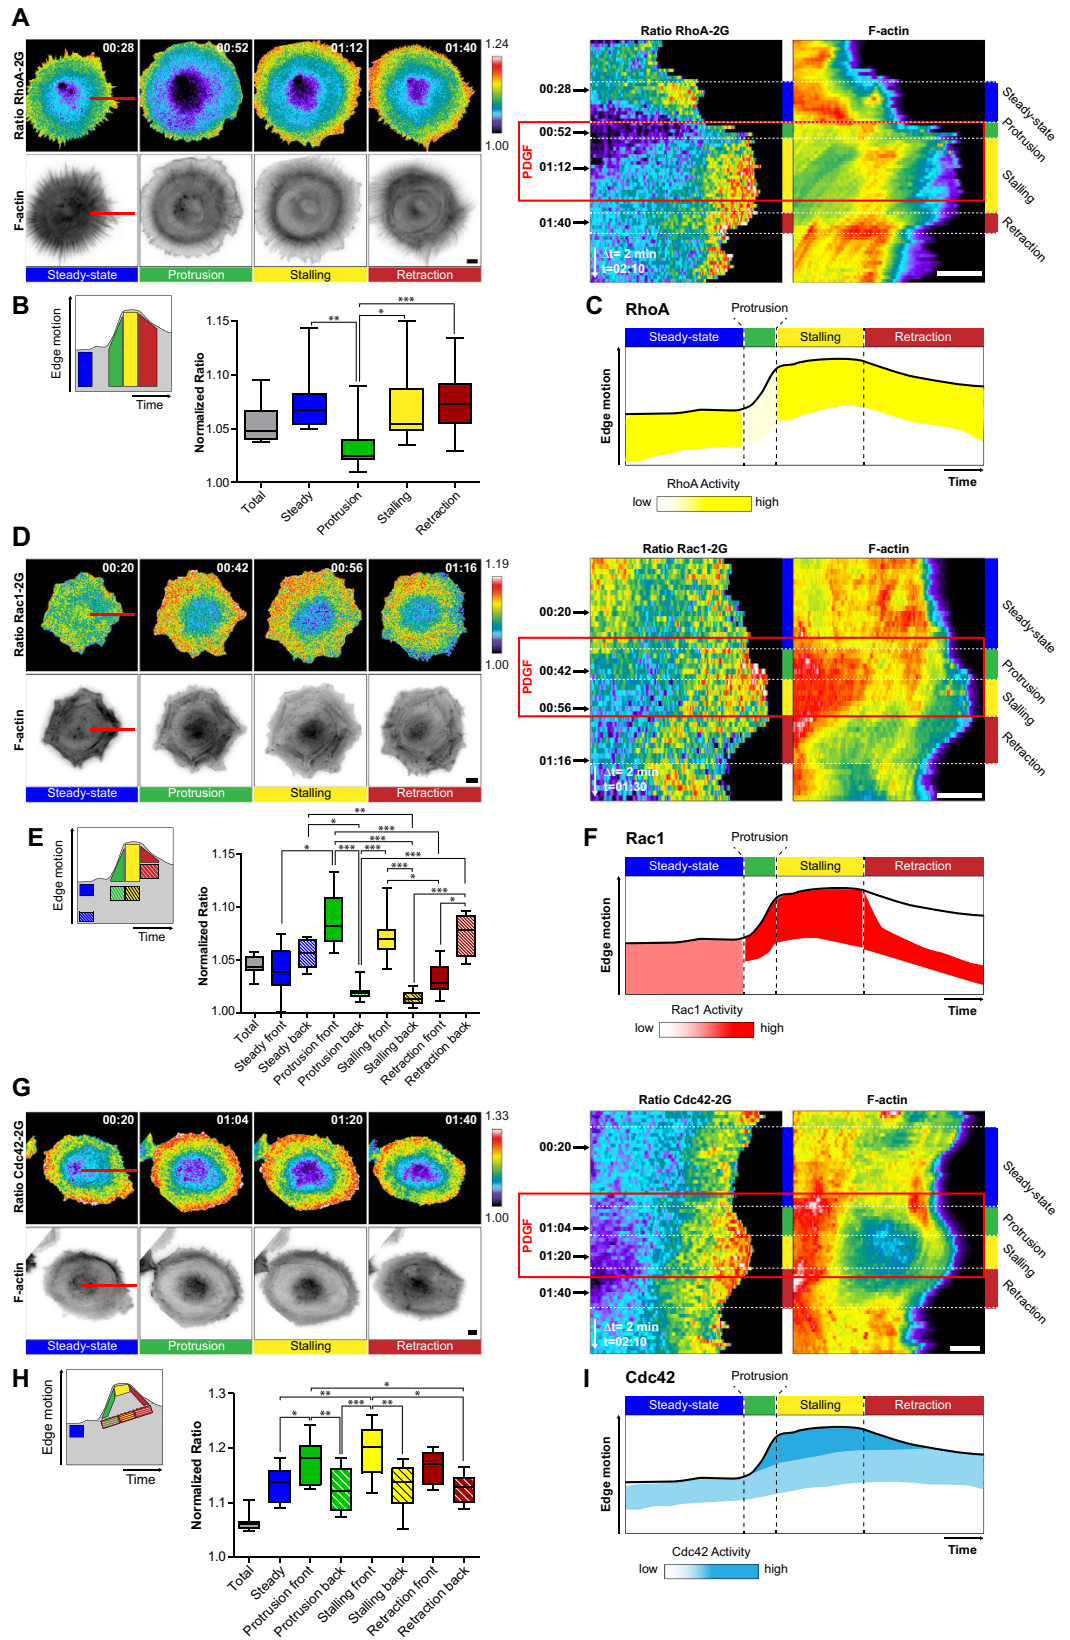 A
Ratio RhoA-2G
00:28
00:52
01:12
01:40
1.24
1.00
F-actin
Steady-state
Protrusion
Stalling
Retraction
Ratio RhoA-2G
F-actin
00:28
00:52
01:12
01:40
PDGF
Δt= 2 min
t=02:10
Steady-state
Protrusion
Stalling
Retraction
B
Edge motion
Time
Normalized Ratio
1.15
1.10
1.05
1.00
**
*
***
Total
Steady
Protrusion
Stalling
Retraction
C
RhoA
Protrusion
Steady-state
Stalling
Retraction
Edge motion
Time
RhoA Activity
low
high
D
Ratio Rac1-2G
00:20
00:42
00:56
01:16
1.19
1.00
F-actin
Steady-state
Protrusion
Stalling
Retraction
Ratio Rac1-2G
F-actin
00:20
00:42
00:56
01:16
PDGF
Δt= 2 min
t=01:30
Steady-state
Protrusion
Stalling
Retraction
E
Edge motion
Time
Normalized Ratio
1.15
1.10
1.05
1.00
**
*
***
***
* *** ***
***
***
*
***
*
Total
Steady front
Steady back
Protrusion front
Protrusion back
Stalling front
Stalling back
Retraction front
Retraction back
F
Rac1
Protrusion
Steady-state
Stalling
Retraction
Edge motion
Time
Rac1 Activity
low
high
G
Ratio Cdc42-2G
00:20
01:04
01:20
01:40
1.33
1.00
F-actin
Steady-state
Protrusion
Stalling
Retraction
Ratio Cdc42-2G
F-actin
00:20
01:04
01:20
01:40
PDGF
Δt= 2 min
t=02:10
Steady-state
Protrusion
Stalling
Retraction
H
Edge motion
Time
Normalized Ratio
1.3
1.2
1.1
1.0
*
**
*
*** **
* **
Total
Steady
Protrusion front
Protrusion back
Stalling front
Stalling back
Retraction front
Retraction back
I
Cdc42
Protrusion
Steady-state
Stalling
Retraction
Edge motion
Time
Cdc42 Activity
low
high